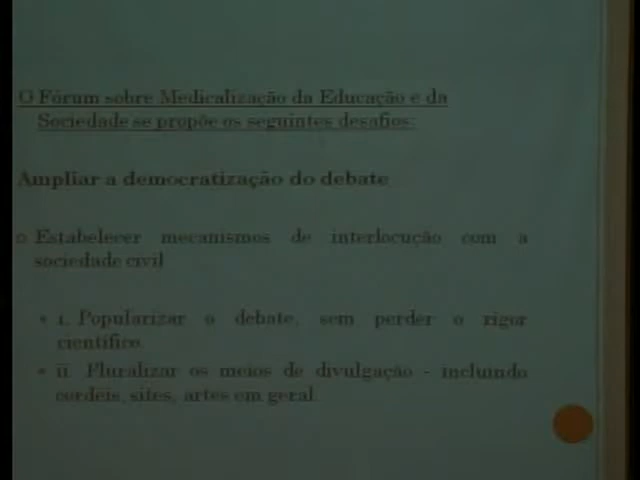 O Fórum sobre Medicalização da Educação e da
Sociedade se propõe os seguintes desafios:
Ampliar a democratização do debate
Estabelecer mecanismos de interlocução com a
sociedade civil
i. Popularizar o debate, sem perder o rigor
científico.
ii. Pluralizar os meios de divulgação - incluindo
cordéis, sites, artes em geral.